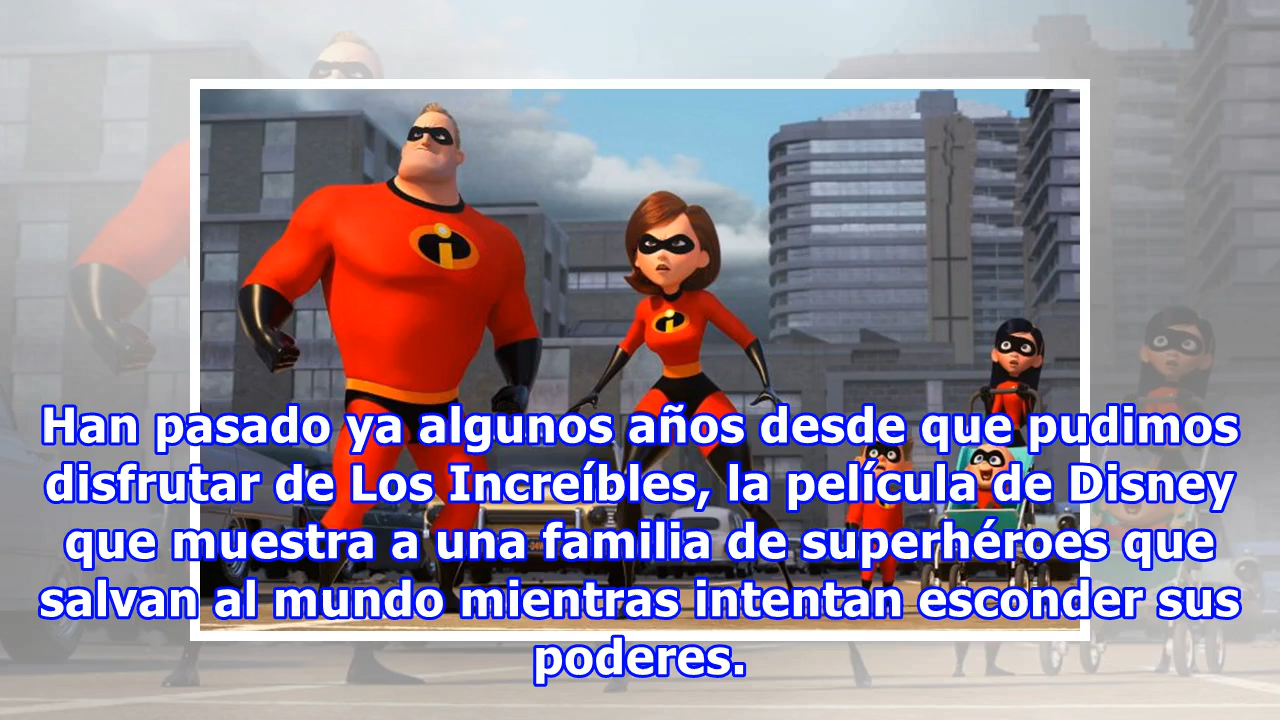 Han pasado ya algunos años desde que pudimos
disfrutar de Los Increíbles, la película de Disney
que muestra a una familia de superhéroes que
salvan al mundo mientras intentan esconder sus
poderes.